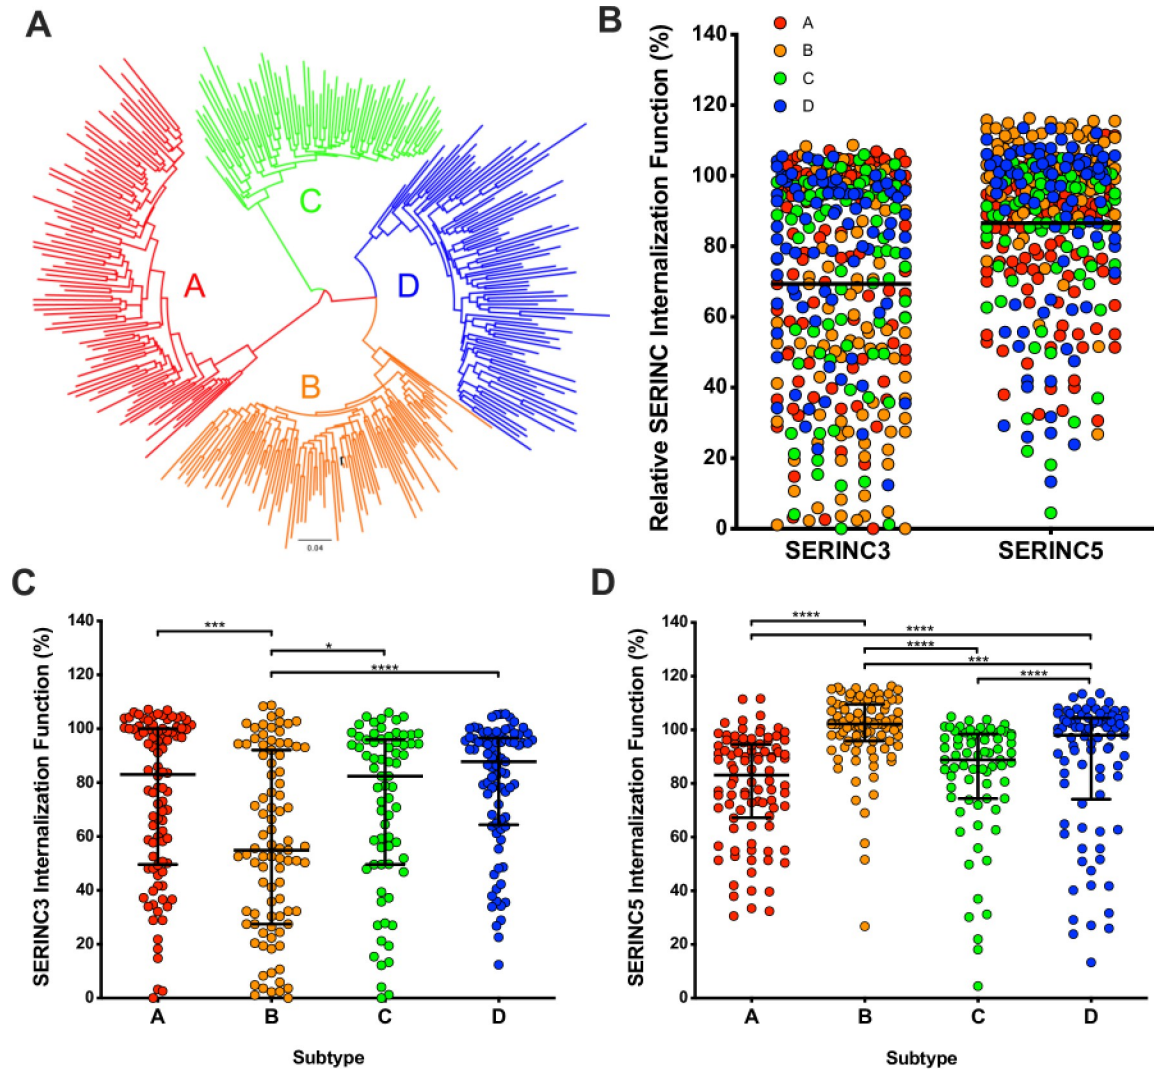 A
C
A
D
B
0.04
B
A
B
C
D
Relative SERINC Internalization Function (%)
140
120
100
80
60
40
20
0
SERINC3
SERINC5
C
SERINC3 Internalization Function (%)
140
120
100
80
60
40
20
0
***
*
****
A
B
C
D
Subtype
D
SERINC5 Internalization Function (%)
140
120
100
80
60
40
20
0
****
****
****
***
****
A
B
C
D
Subtype